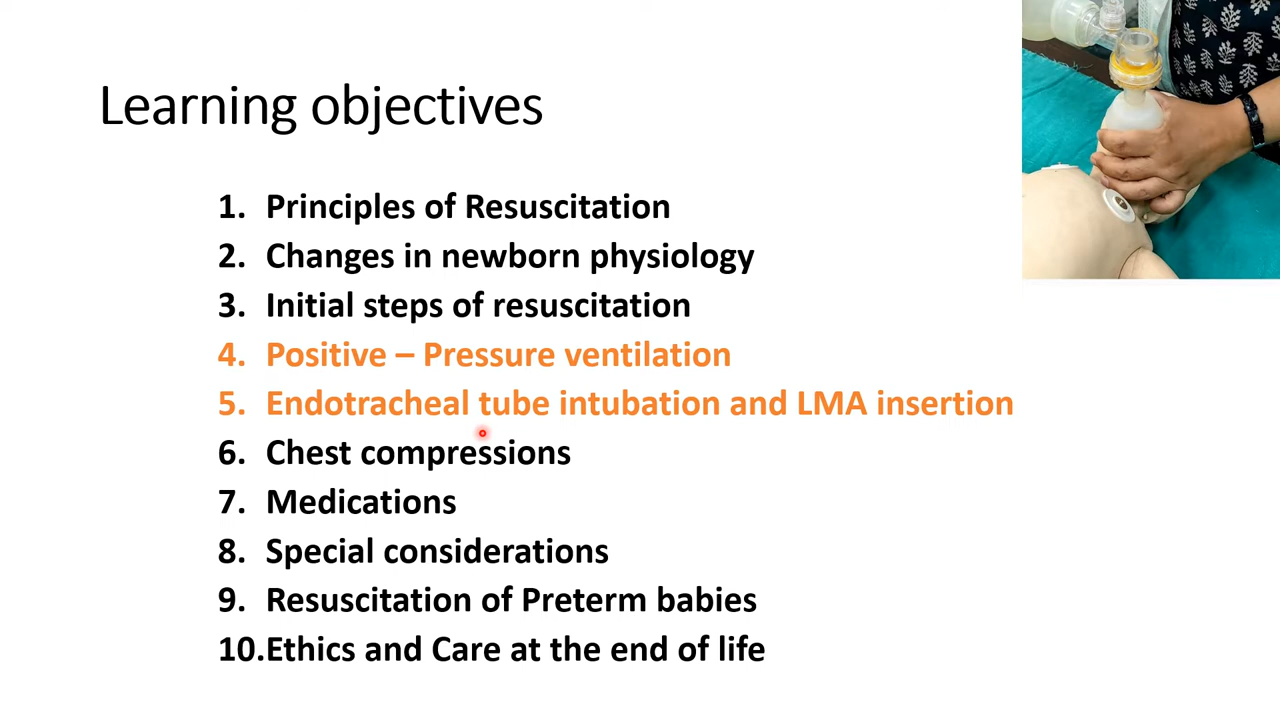 Learning objectives
1. Principles of Resuscitation
2. Changes in newborn physiology
3. Initial steps of resuscitation
4. Positive – Pressure ventilation
5. Endotracheal tube intubation and LMA insertion
6. Chest compressions
7. Medications
8. Special considerations
9. Resuscitation of Preterm babies
10.Ethics and Care at the end of life